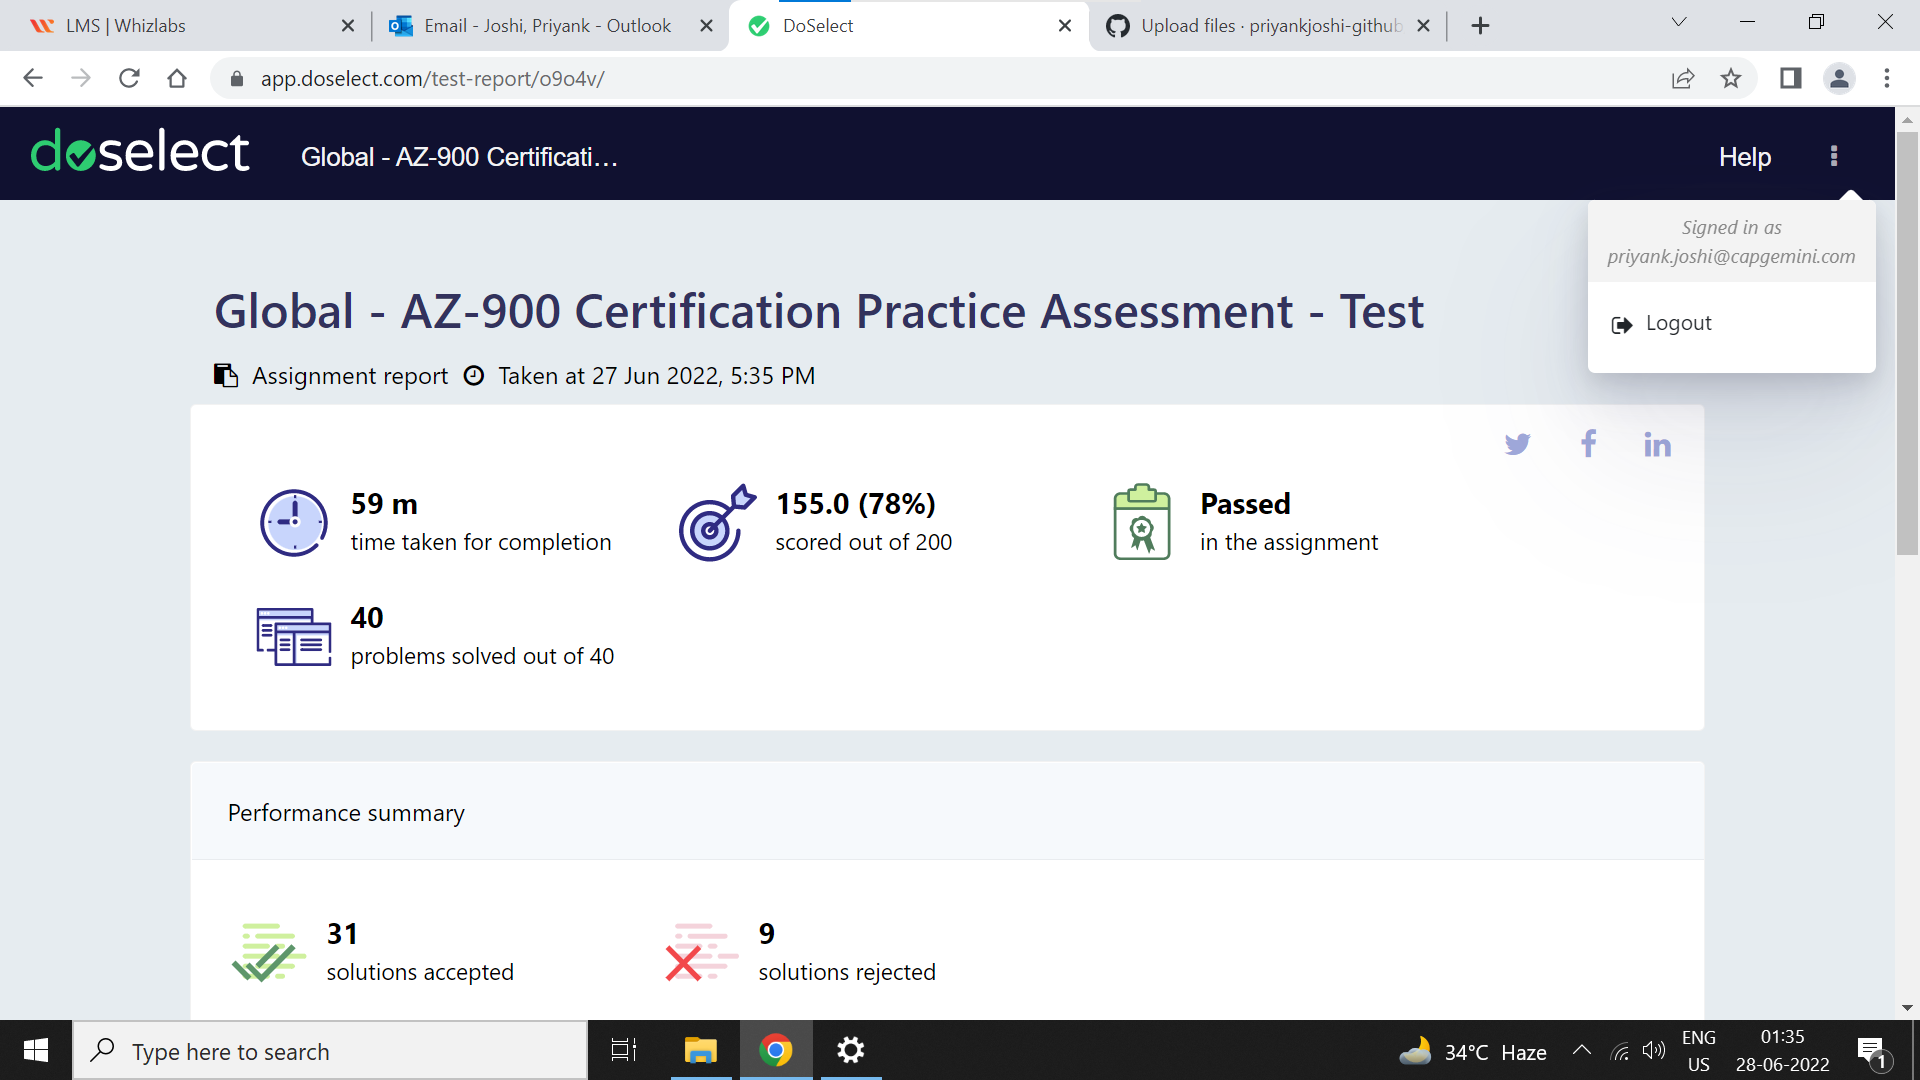 LMS | Whizlabs
Email - Joshi, Priyank - Outlook
DoSelect
Upload files · priyankjoshi-github
app.doselect.com/test-report/o9o4v/
doselect
Global - AZ-900 Certificati...
Help
Signed in as
priyank.joshi@capgemini.com
Logout
Global - AZ-900 Certification Practice Assessment - Test
Assignment report Taken at 27 Jun 2022, 5:35 PM
59 m
time taken for completion
155.0 (78%)
scored out of 200
Passed
in the assignment
40
problems solved out of 40
Performance summary
31
solutions accepted
9
solutions rejected
Type here to search
34°C Haze
ENG
US
01:35
28-06-2022
1